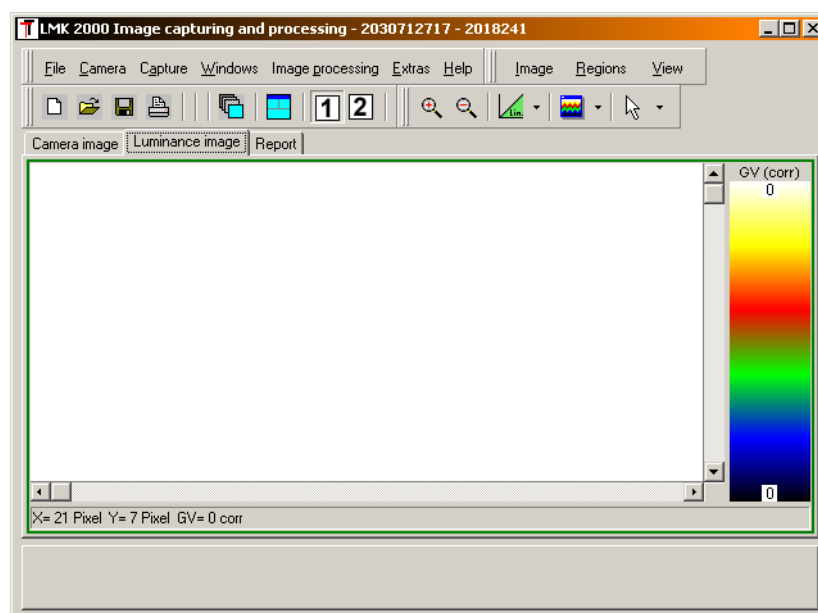 LMK 2000 Image capturing and processing - 2030712717 - 2018241
File Camera Capture Windows Image processing Extras Help Image Regions View
1 2 Lin.
Camera image Luminance image Report
GV (corr)
0
0
X= 21 Pixel Y= 7 Pixel GV= 0 corr